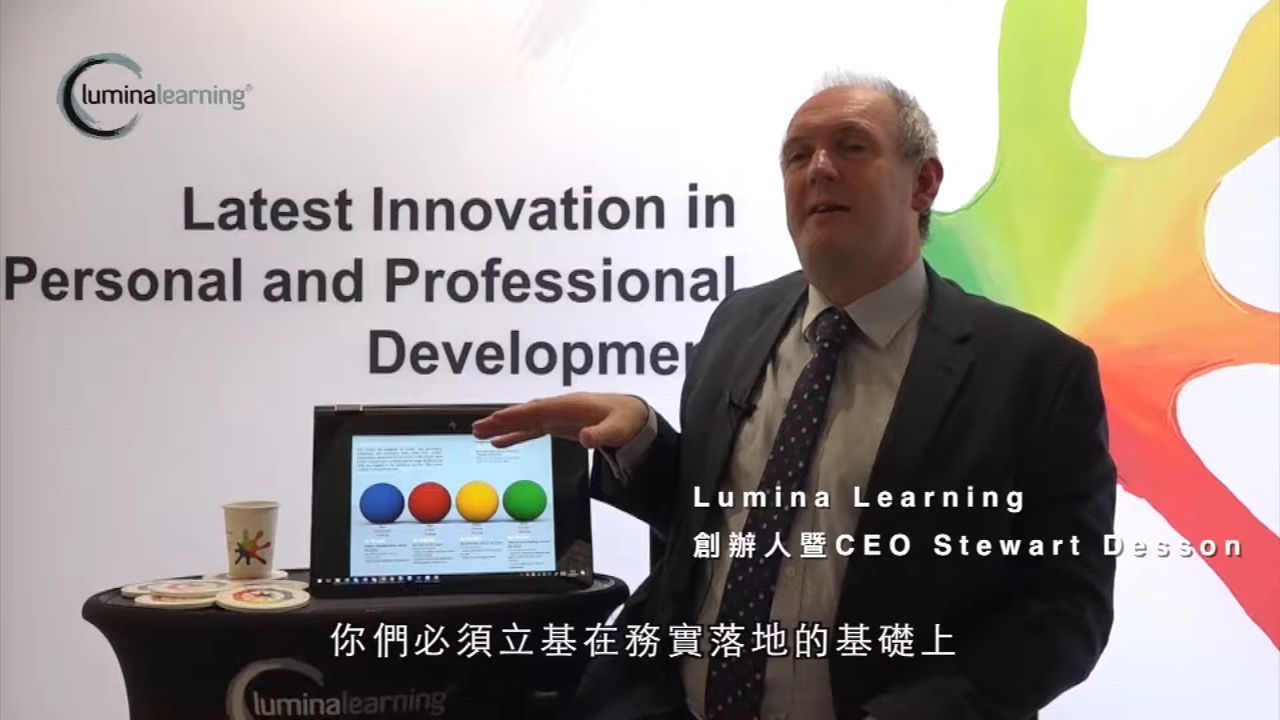 luminalearning®
Latest Innovation in
Personal and Professional
Developmen
Lumina Learning
創辦人暨CEO Stewart Desson
你們必須立基在務實落地的基礎上
luminalearning